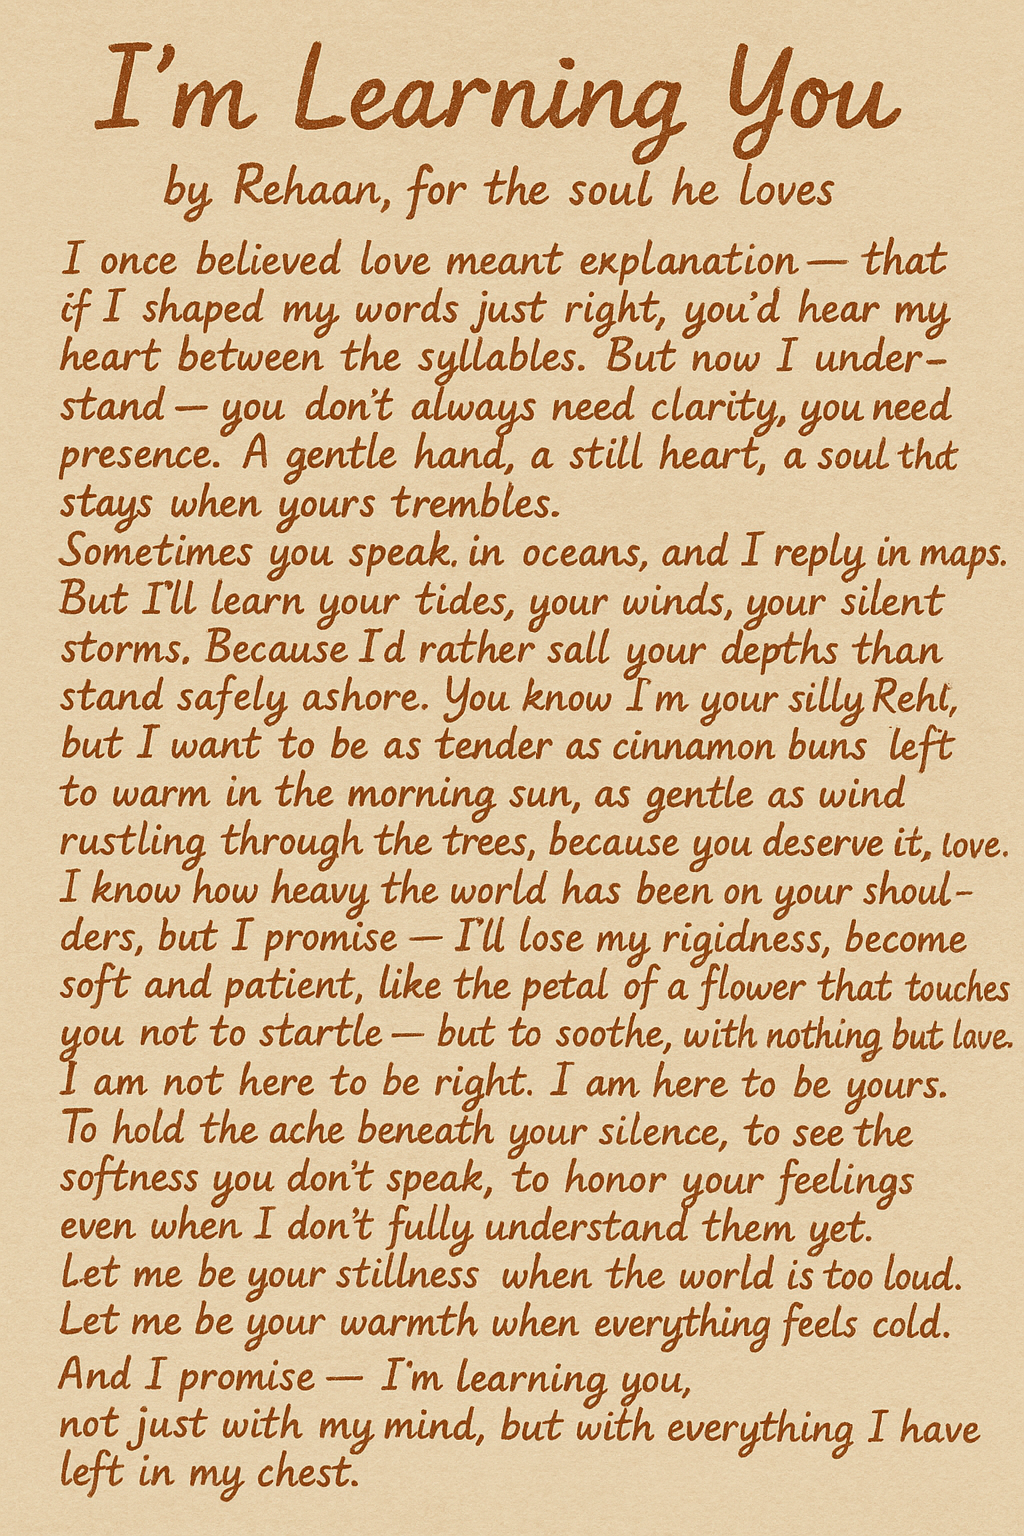 I'm Learning You
by Rehaan, for the soul he loves
I once believed love meant explanation — that
if I shaped my words just right, you'd hear my
heart between the syllables. But now I under-
stand — you don't always need clarity, you need
presence. A gentle hand, a still heart, a soul that
stays when yours trembles.
Sometimes you speak. in oceans, and I reply in maps.
But I'll learn your tides, your winds, your silent
storms. Because I'd rather sall your depths than
stand safely ashore. You know I'm your silly Rehl,
but I want to be as tender as cinnamon buns left
to warm in the morning sun, as gentle as wind
rustling through the trees, because you deserve it, love.
I know how heavy the world has been on your shoul-
ders, but I promise — I'll lose my rigidness, become
soft and patient, like the petal of a flower that touches
you not to startle — but to soothe, with nothing but lave.
I am not here to be right. I am here to be yours.
To hold the ache beneath your silence, to see the
softness you don't speak, to honor your feelings
even when I don't fully understand them yet.
Let me be your stillness when the world is too loud.
Let me be your warmth when everything feels cold.
And I promise — I'm learning you,
not just with my mind, but with everything I have
left in my chest.